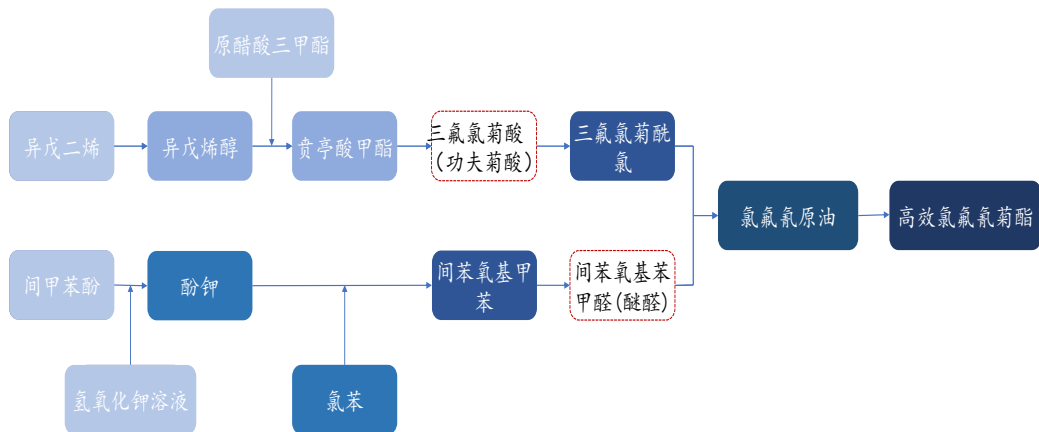 原醋酸三甲酯
异戊二烯
异戊烯醇
贲亭酸甲酯
三氟氯菊酸
(功夫菊酸)
三氟氯菊酰
氯
氯氟氰原油
高效氯氟氰菊酯
间甲苯酚
酚钾
间苯氧基甲
苯
间苯氧基苯
甲醛(醚醛)
氢氧化钾溶液
氯苯